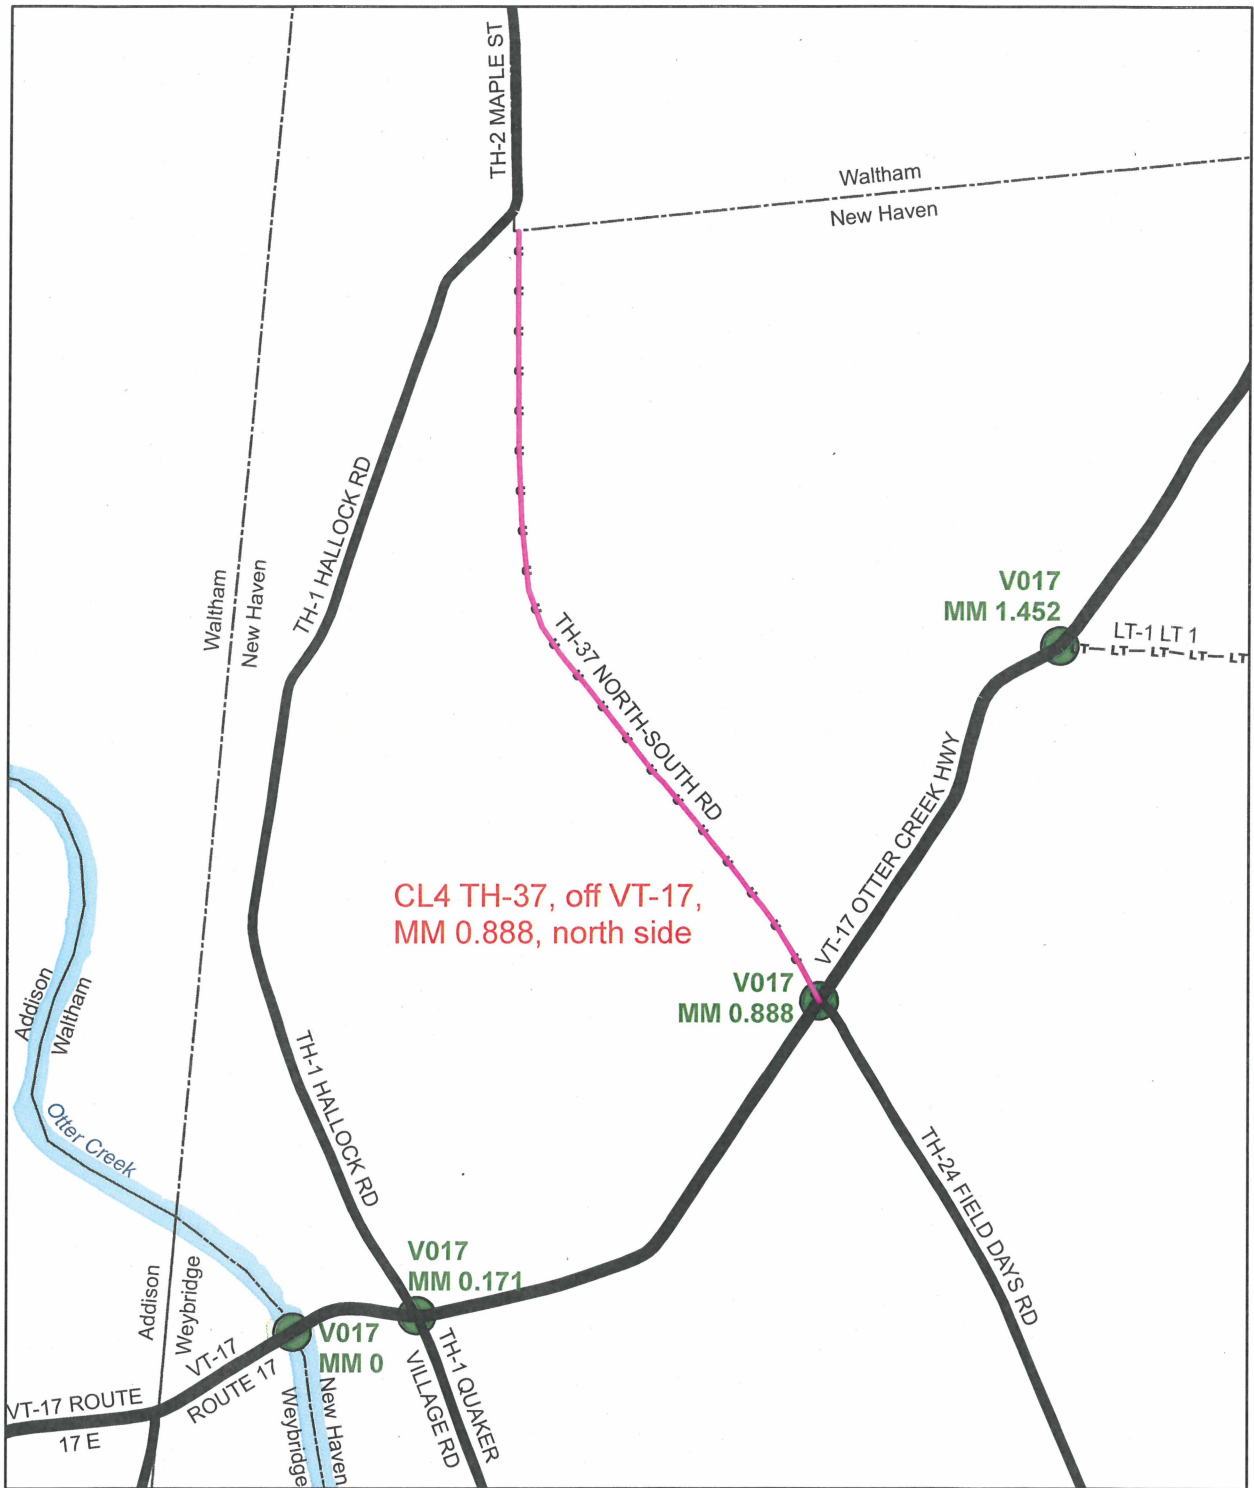 TH-2 MAPLE ST
Waltham
New Haven
TH-1 HALLOCK RD
Waltham
New Haven
V017
MM 1.452
LT-1 LT 1
LT
LT
LT
LT
LT
TH-37 NORTH-SOUTH RD
VT-17 OTTER CREEK HWY
CL4 TH-37, off VT-17,
MM 0.888, north side
V017
MM 0.888
Addison
Waltham
Otter Creek
TH-1 HALLOCK RD
TH-24 FIELD DAYS RD
V017
MM 0.171
Addison
Weybridge
V017
MM 0
VT-17
ROUTE 17
VT-17 ROUTE
17 E
Weybridge
New Haven
TH-1 QUAKER
VILLAGE RD